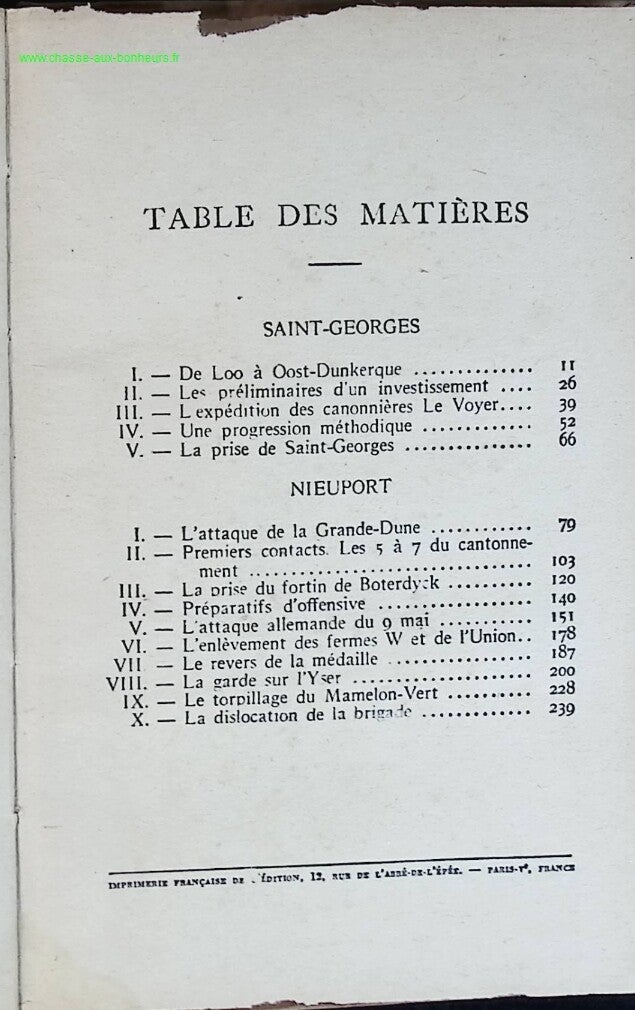 www.chasse-aux-bonheurs.fr
TABLE DES MATIÈRES
SAINT-GEORGES
I. — De Loo à Oost-Dunkerque .............. 11
II. — Les préliminaires d'un investissement .... 26
III. — L'expédition des canonnières Le Voyer.... 39
IV. — Une progression méthodique ............. 52
V. — La prise de Saint-Georges ............... 66
NIEUPORT
I. — L'attaque de la Grande-Dune ............ 79
II. — Premiers contacts. Les 5 à 7 du cantonne-
ment ................................. 103
III. — La prise du fortin de Boterdyck .......... 120
IV. — Préparatifs d'offensive .................. 140
V. — L'attaque allemande du 9 mai ........... 151
VI. — L'enlèvement des fermes W et de l'Union.. 178
VII — Le revers de la médaille ................. 187
VIII. — La garde sur l'Yser ..................... 200
IX. — Le torpillage du Mamelon-Vert .......... 228
X. — La dislocation de la brigade ............. 239
IMPRIMERIE FRANÇAISE DE L'ÉDITION, 12, RUE DE L'ABBÉ-DE-L'ÉPÉE. — PARIS-Vᵉ, FRANCE